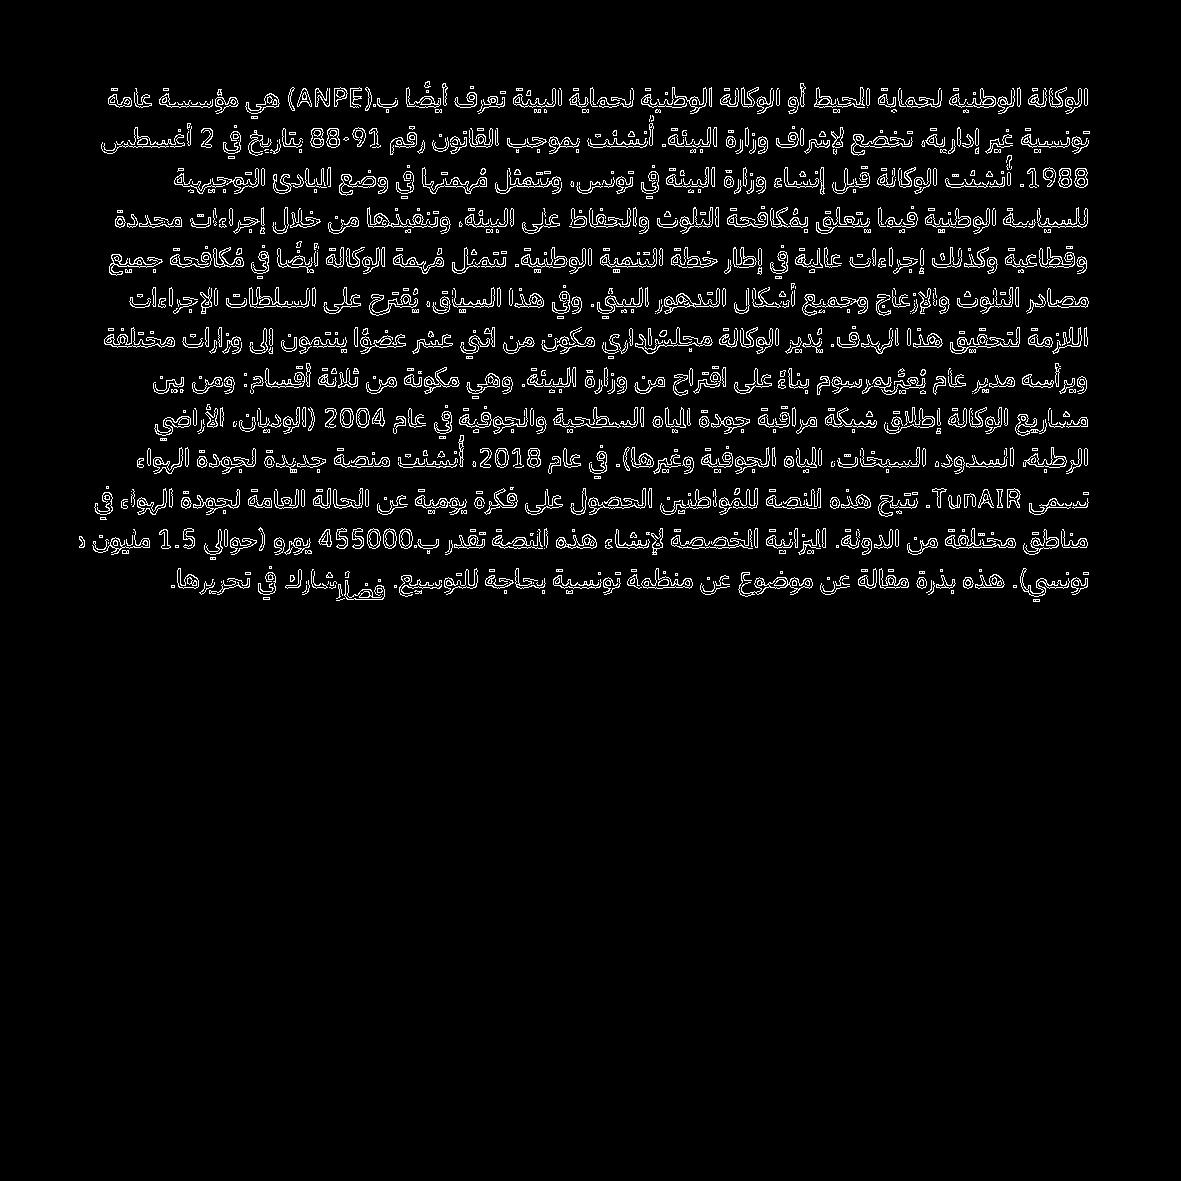 الوكالة الوطنية لحماية المحيط أو الوكالة الوطنية لحماية البيئة تعرف أيضًا ب.(ANPE) هي مؤسسة عامة
تونسية غير إدارية، تخضع لإشراف وزارة البيئة. أُنشئت بموجب القانون رقم 91-88 بتاريخ في 2 أغسطس
1988. أُنشئت الوكالة قبل إنشاء وزارة البيئة في تونس، وتتمثل مُهمتها في وضع المبادئ التوجيهية
للسياسة الوطنية فيما يتعلق بمُكافحة التلوث والحفاظ على البيئة، وتنفيذها من خلال إجراءات محددة
وقطاعية وكذلك إجراءات عالمية في إطار خطة التنمية الوطنية. تتمثل مُهمة الوكالة أيضًا في مُكافحة جميع
مصادر التلوث والإزعاج وجميع أشكال التدهور البيئي. وفي هذا السياق، يُقترح على السلطات الإجراءات
اللازمة لتحقيق هذا الهدف. يُدير الوكالة مجلسٌ إداري مكون من اثني عشر عضوًا ينتمون إلى وزارات مختلفة
ويرأسه مدير عام يُعيَّن بمرسوم بناءً على اقتراح من وزارة البيئة. وهي مكونة من ثلاثة أقسام: ومن بين
مشاريع الوكالة إطلاق شبكة مراقبة جودة المياه السطحية والجوفية في عام 2004 (الوديان، الأراضي
الرطبة، السدود، السبخات، المياه الجوفية وغيرها). في عام 2018، أُنشئت منصة جديدة لجودة الهواء
تسمى TunAIR. تتيح هذه المنصة للمُواطنين الحصول على فكرة يومية عن الحالة العامة لجودة الهواء في
مناطق مختلفة من الدولة. الميزانية المخصصة لإنشاء هذه المنصة تقدر ب.455000 يورو (حوالي 1.5 مليون
تونسي). هذه بذرة مقالة عن موضوع عن منظمة تونسية بحاجة للتوسيع. فضلًا شارك في تحريرها.